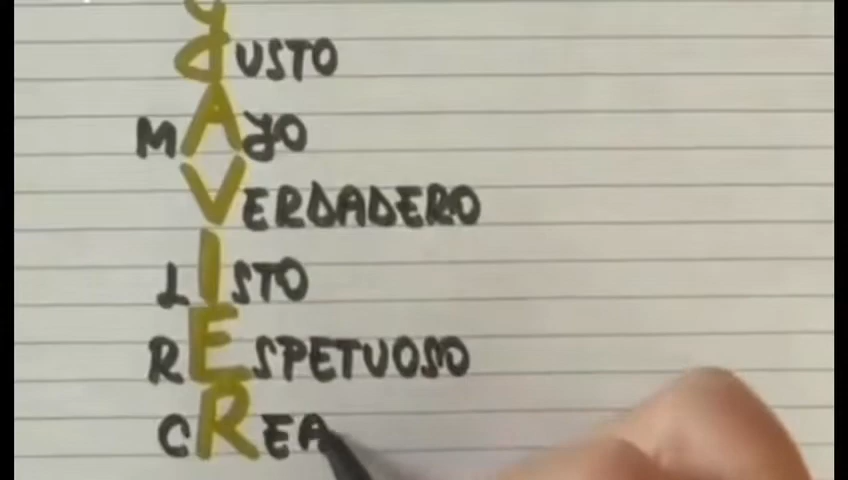 JUSTO
MAYO
VERDADERO
LISTO
RESPETUOSO
CREA